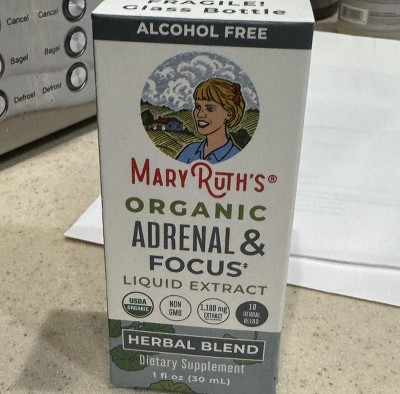 FRAGILE!
Glass Bottle
ALCOHOL FREE
Cancel Cancel
Bagel Bagel
Defrost Defrost
MARY RUTH'S®
ORGANIC
ADRENAL &
FOCUS‡
LIQUID EXTRACT
USDA
ORGANIC
NON
GMO
1,180 mg
EXTRACT
10
HERBAL
BLEND
HERBAL BLEND
Dietary Supplement
1 fl oz (30 mL)